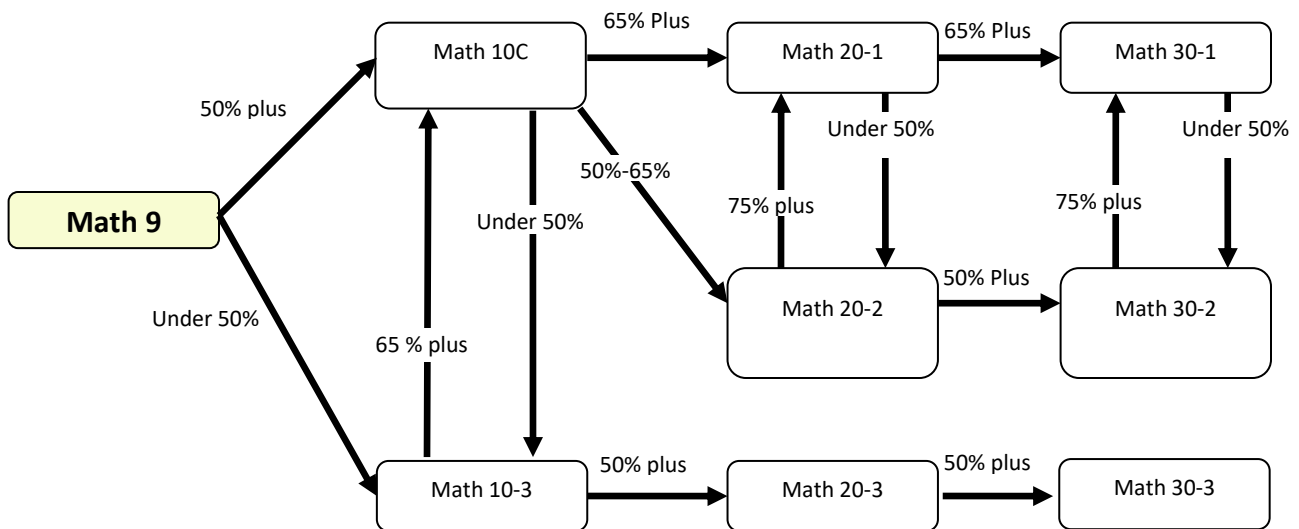 65% Plus
65% Plus
Math 10C
Math 20-1
Math 30-1
50% plus
Under 50%
Under 50%
50%-65%
75% plus
75% plus
Math 9
Under 50%
50% Plus
Math 20-2
Math 30-2
Under 50%
65 % plus
50% plus
50% plus
Math 10-3
Math 20-3
Math 30-3